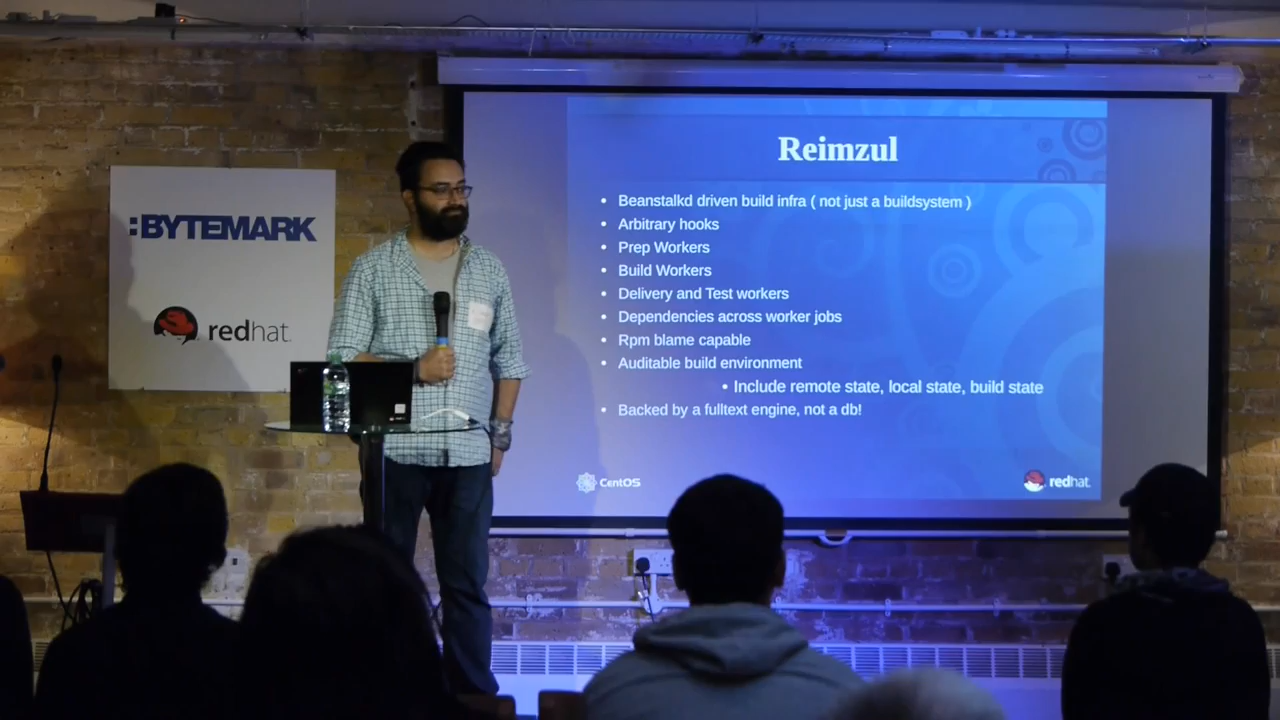 :BYTEMARK
redhat.
Reimzul
• Beanstalkd driven build infra ( not just a buildsystem )
• Arbitrary hooks
• Prep Workers
• Build Workers
• Delivery and Test workers
• Dependencies across worker jobs
• Rpm blame capable
• Auditable build environment
• Include remote state, local state, build state
• Backed by a fulltext engine, not a db!
CentOS
redhat.